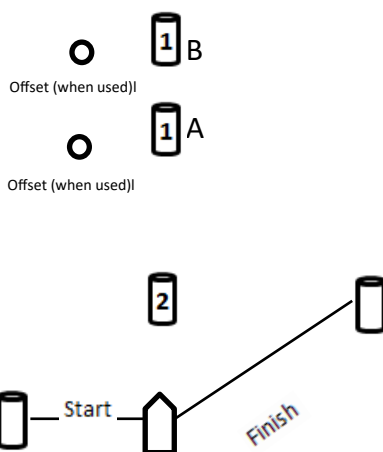 1 B
Offset (when used)l
1 A
Offset (when used)l
2
Start
Finish